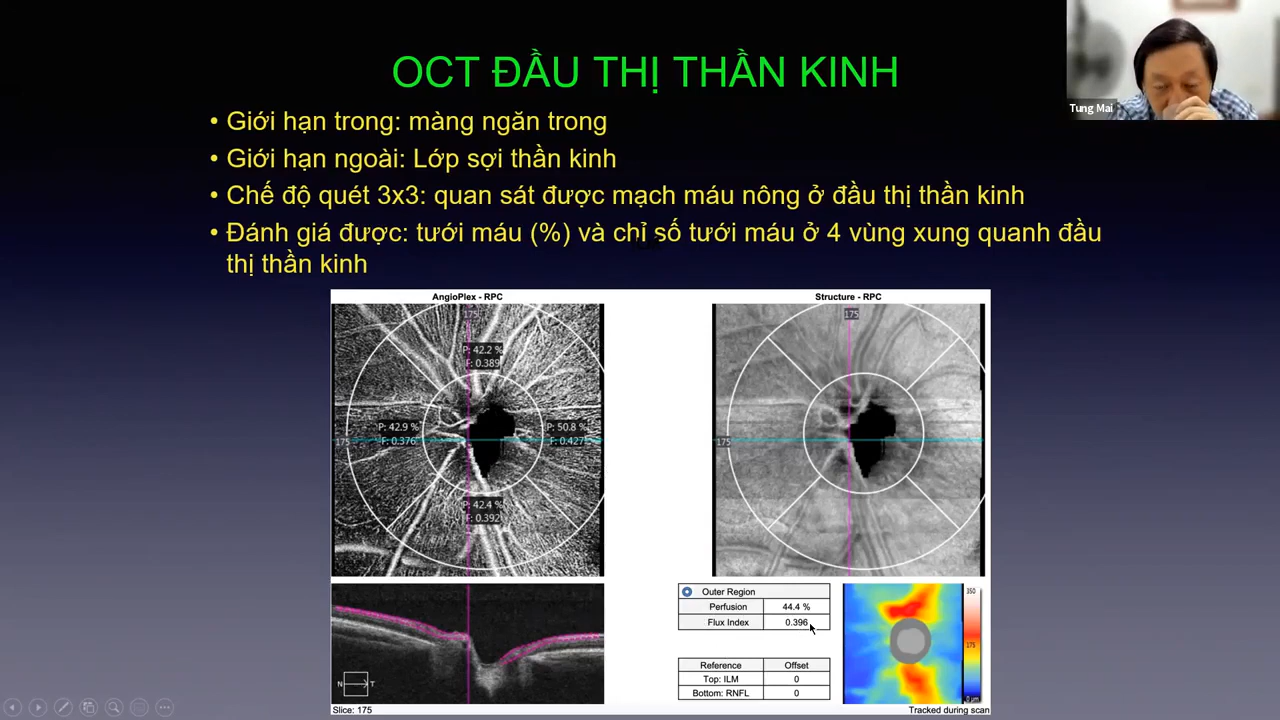 OCT ĐẦU THỊ THẦN KINH
Tung Mai
• Giới hạn trong: màng ngăn trong
• Giới hạn ngoài: Lớp sợi thần kinh
• Chế độ quét 3x3: quan sát được mạch máu nông ở đầu thị thần kinh
• Đánh giá được: tưới máu (%) và chỉ số tưới máu ở 4 vùng xung quanh đầu
thị thần kinh
AngioPlex - RPC
175
P: 42.2 %
F: 0.389
P: 42.9 %
F: 0.376
P: 50.8 %
F: 0.427
175
P: 42.4 %
F: 0.392
Structure - RPC
175
175
N T
Slice: 175
Outer Region
Perfusion 44.4 %
Flux Index 0.396
Reference Offset
Top: ILM 0
Bottom: RNFL 0
350
175
0 µm
Tracked during scan